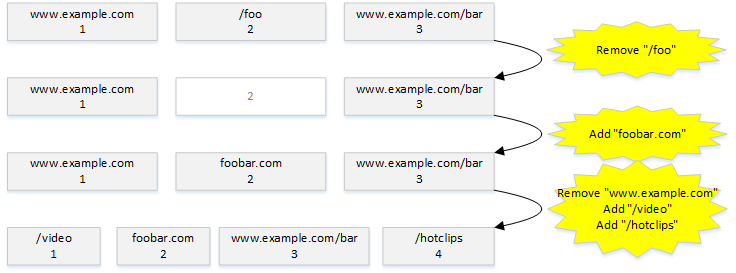 www.example.com
1
/foo
2
www.example.com/bar
3
Remove "/foo"
www.example.com
1
2
www.example.com/bar
3
Add "foobar.com"
www.example.com
1
foobar.com
2
www.example.com/bar
3
Remove "www.example.com"
Add "/video"
Add "/hotclips"
/video
1
foobar.com
2
www.example.com/bar
3
/hotclips
4